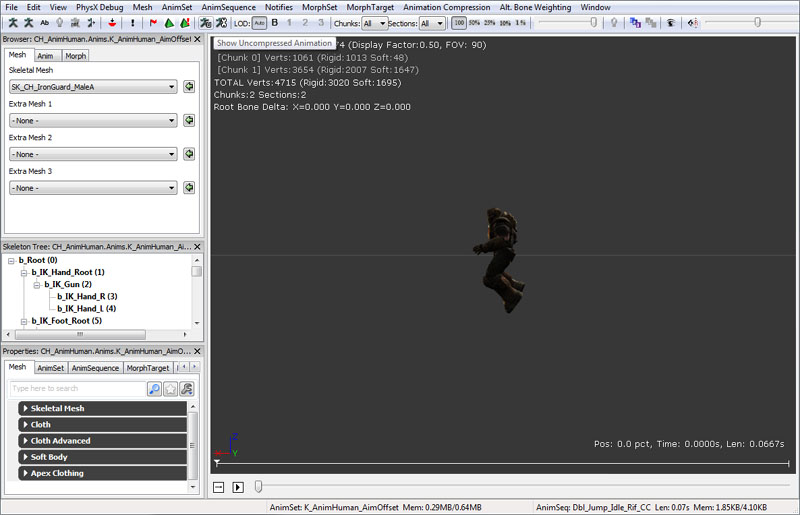 File Edit View PhysX Debug Mesh AnimSet AnimSequence Notifies MorphSet MorphTarget Animation Compression Alt. Bone Weighting Window
LOD: Auto B 1 2 3 Chunks: All Sections: All 100 50% 25% 10% 1 %
Browser: CH_AnimHuman.Anims.K_AnimHuman_AimOffset
Mesh Anim Morph
Skeletal Mesh
SK_CH_IronGuard_MaleA
Extra Mesh 1
- None -
Extra Mesh 2
- None -
Extra Mesh 3
- None -
Skeleton Tree: CH_AnimHuman.Anims.K_AnimHuman_Ai...
b_Root (0)
b_IK_Hand_Root (1)
b_IK_Gun (2)
b_IK_Hand_R (3)
b_IK_Hand_L (4)
b_IK_Foot_Root (5)
Properties: CH_AnimHuman.Anims.K_AnimHuman_AimO...
Mesh AnimSet AnimSequence MorphTarget
Type here to search
Skeletal Mesh
Cloth
Cloth Advanced
Soft Body
Apex Clothing
Show Uncompressed Animation 74 (Display Factor:0.50, FOV: 90)
[Chunk 0] Verts:1061 (Rigid:1013 Soft:48)
[Chunk 1] Verts:3654 (Rigid:2007 Soft:1647)
TOTAL Verts:4715 (Rigid:3020 Soft:1695)
Chunks:2 Sections:2
Root Bone Delta: X=0.000 Y=0.000 Z=0.000
Z
Y
Pos: 0.0 pct, Time: 0.0000s, Len: 0.0667s
AnimSet: K_AnimHuman_AimOffset Mem: 0.29MB/0.64MB AnimSeq: Dbl_Jump_Idle_Rif_CC Len: 0.07s Mem: 1.85KB/4.10KB